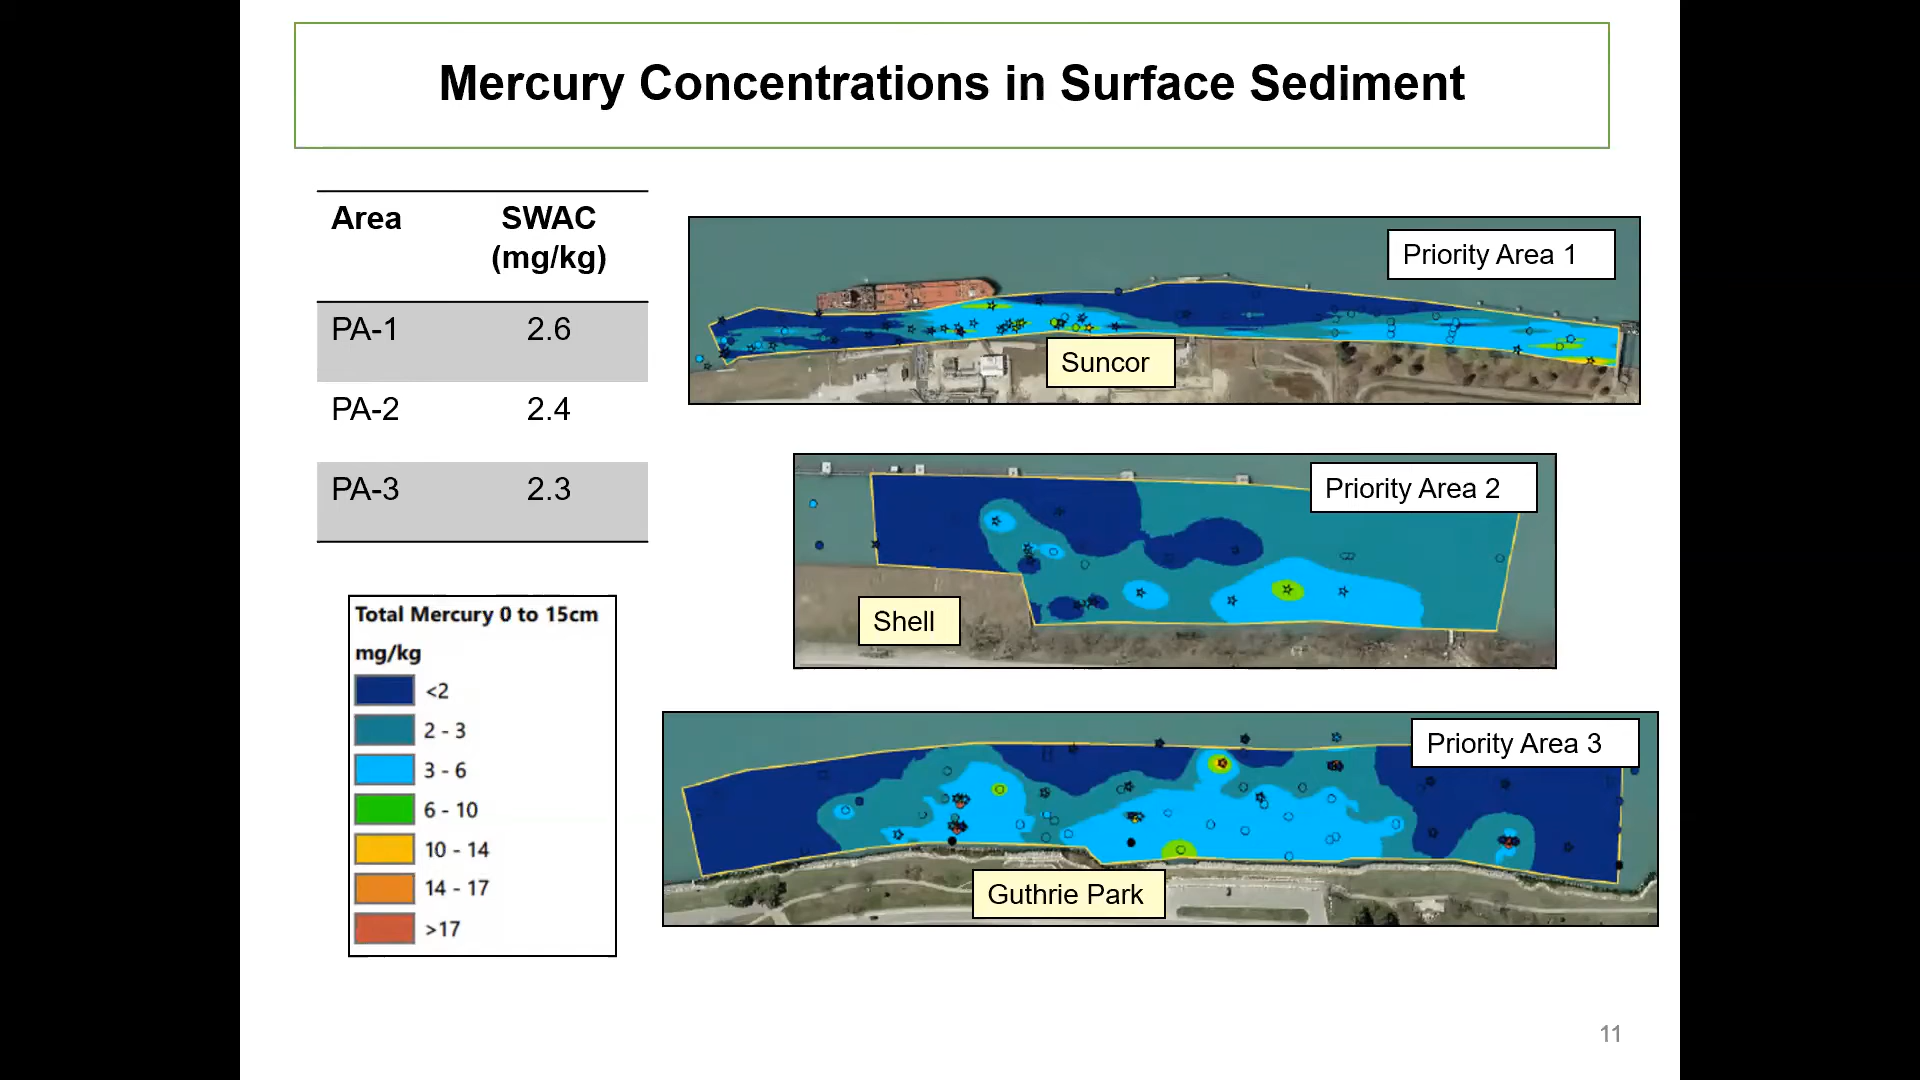 Mercury Concentrations in Surface Sediment
Area SWAC
(mg/kg)
PA-1 2.6
PA-2 2.4
PA-3 2.3
Total Mercury 0 to 15cm
mg/kg
<2
2 - 3
3 - 6
6 - 10
10 - 14
14 - 17
>17
Priority Area 1
Suncor
Priority Area 2
Shell
Priority Area 3
Guthrie Park
11